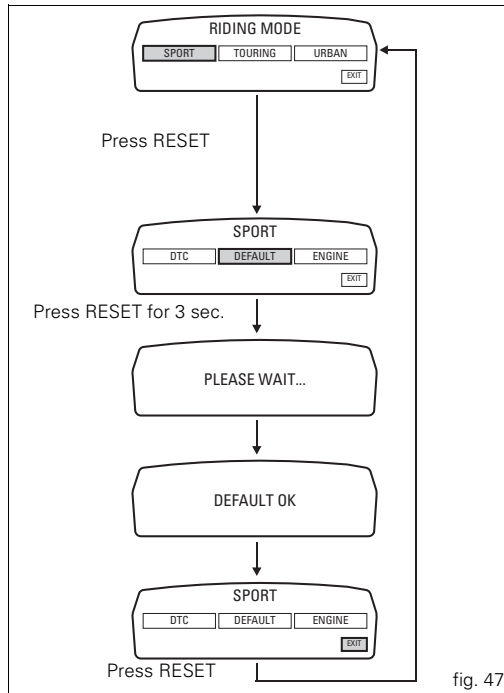 RIDING MODE
SPORT TOURING URBAN
EXIT
Press RESET
SPORT
DTC DEFAULT ENGINE
EXIT
Press RESET for 3 sec.
PLEASE WAIT...
DEFAULT OK
SPORT
DTC DEFAULT ENGINE
EXIT
Press RESET
fig. 47